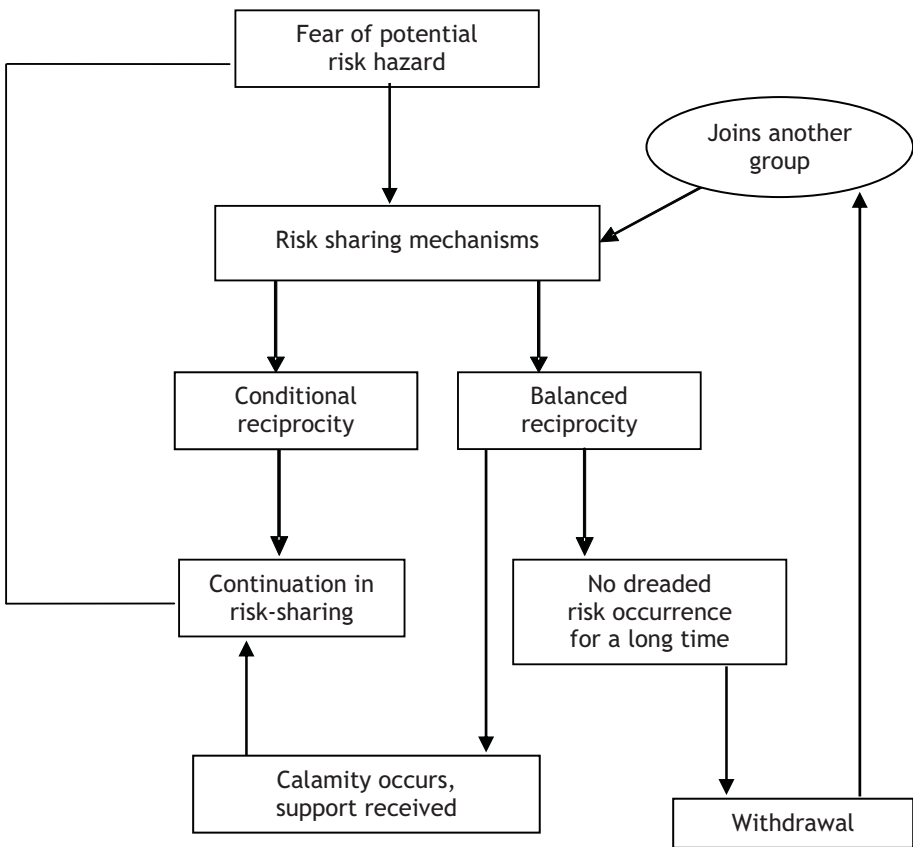 Fear of potential
risk hazard
Joins another
group
Risk sharing mechanisms
Conditional
reciprocity
Balanced
reciprocity
Continuation in
risk-sharing
No dreaded
risk occurrence
for a long time
Calamity occurs,
support received
Withdrawal